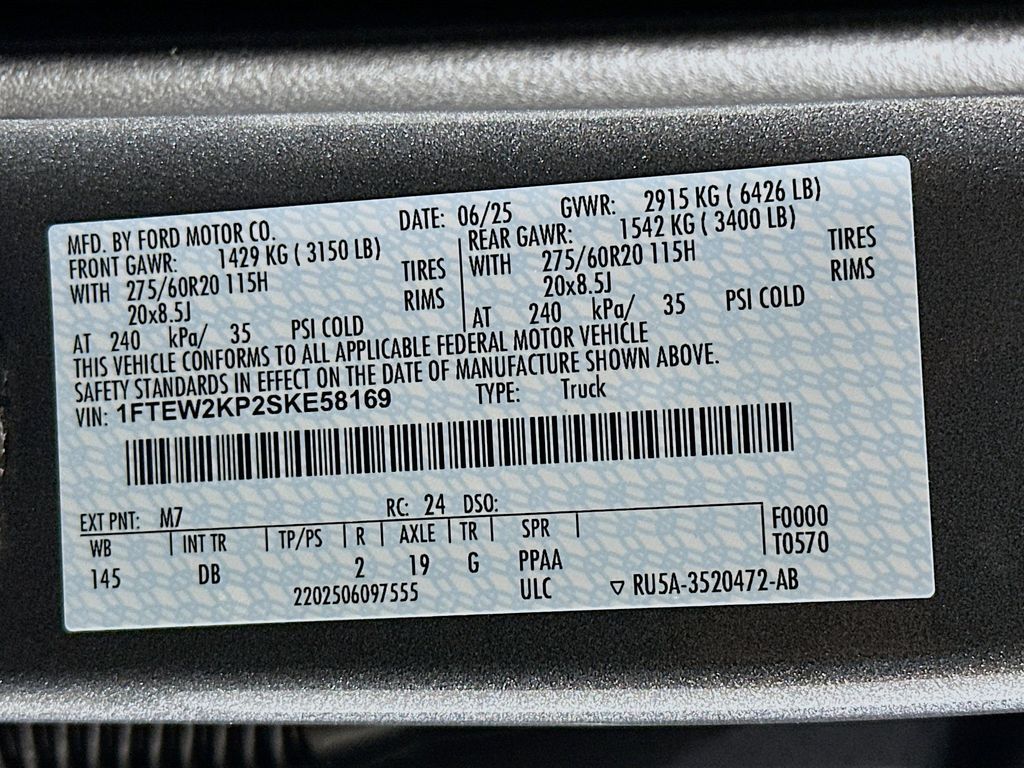 MFD. BY FORD MOTOR CO. DATE: 06/25 GVWR: 2915 KG ( 6426 LB)
FRONT GAWR: 1429 KG ( 3150 LB) REAR GAWR: 1542 KG ( 3400 LB)
WITH 275/60R20 115H TIRES WITH 275/60R20 115H TIRES
20x8.5J RIMS 20x8.5J RIMS
AT 240 kPa/ 35 PSI COLD AT 240 kPa/ 35 PSI COLD
THIS VEHICLE CONFORMS TO ALL APPLICABLE FEDERAL MOTOR VEHICLE
SAFETY STANDARDS IN EFFECT ON THE DATE OF MANUFACTURE SHOWN ABOVE.
VIN: 1FTEW2KP2SKE58169 TYPE: Truck
EXT PNT: M7 RC: 24 DSO:
WB INT TR TP/PS R AXLE TR SPR F0000
145 DB 2 19 G PPAA T0570
2202506097555 ULC ▽ RU5A-3520472-AB